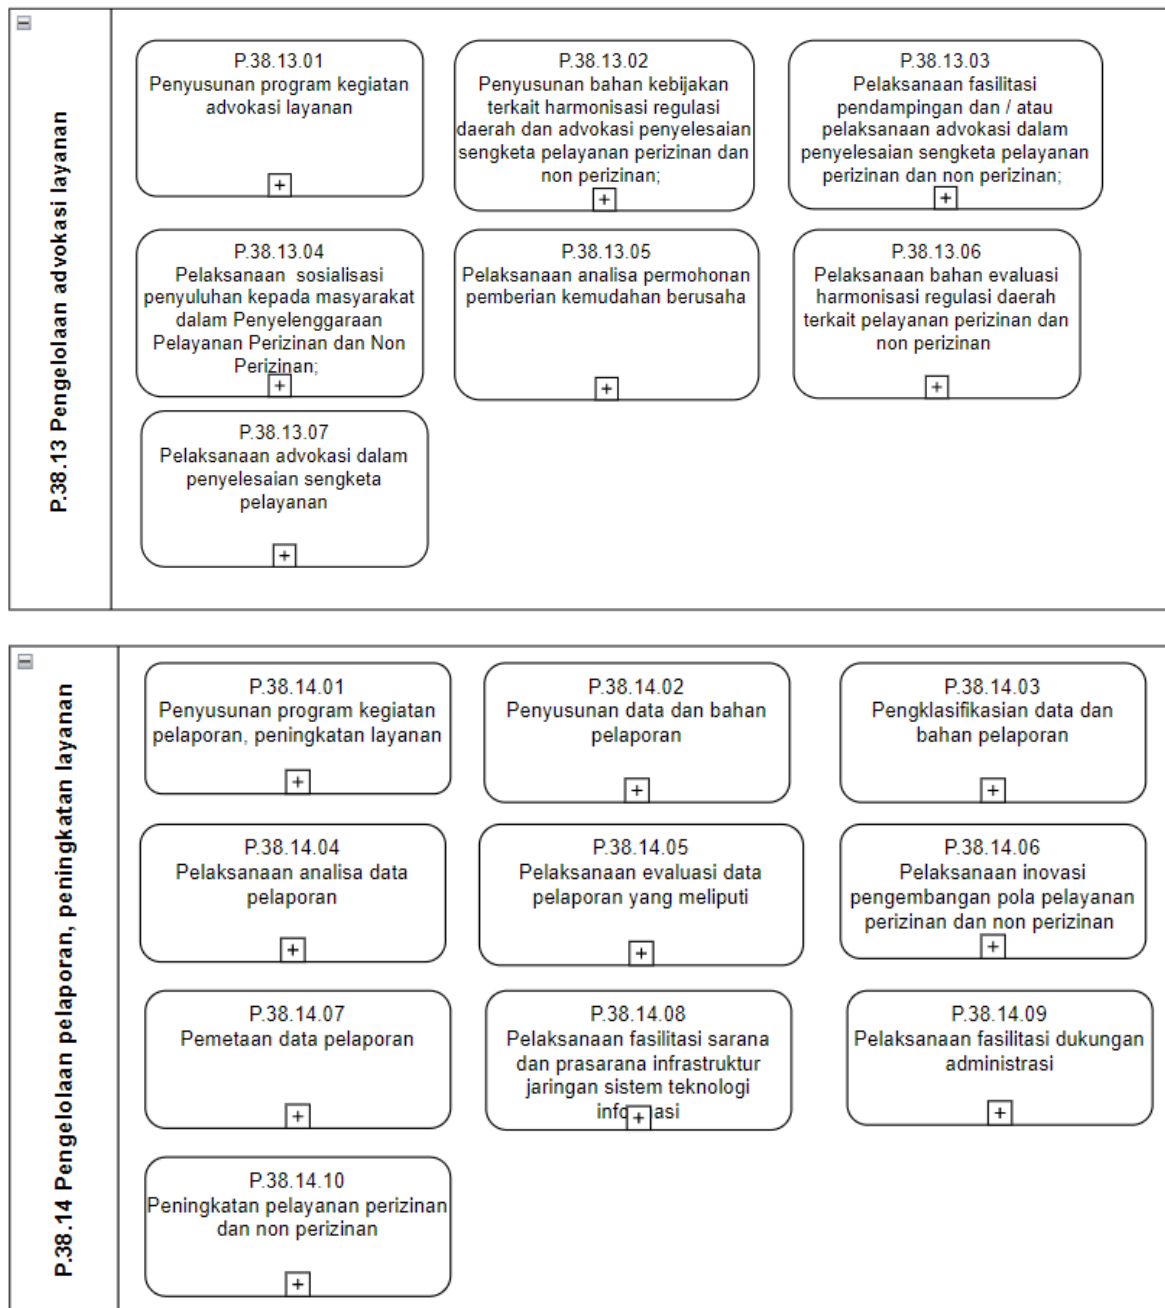 P.38.13 Pengelolaan advokasi layanan
P.38.13.01
Penyusunan program kegiatan
advokasi layanan
P.38.13.02
Penyusunan bahan kebijakan
terkait harmonisasi regulasi
daerah dan advokasi penyelesaian
sengketa pelayanan perizinan dan
non perizinan;
P.38.13.03
Pelaksanaan fasilitasi
pendampingan dan / atau
pelaksanaan advokasi dalam
penyelesaian sengketa pelayanan
perizinan dan non perizinan;
P.38.13.04
Pelaksanaan sosialisasi
penyuluhan kepada masyarakat
dalam Penyelenggaraan
Pelayanan Perizinan dan Non
Perizinan;
P.38.13.05
Pelaksanaan analisa permohonan
pemberian kemudahan berusaha
P.38.13.06
Pelaksanaan bahan evaluasi
harmonisasi regulasi daerah
terkait pelayanan perizinan dan
non perizinan
P.38.13.07
Pelaksanaan advokasi dalam
penyelesaian sengketa
pelayanan
P.38.14 Pengelolaan pelaporan, peningkatan layanan
P.38.14.01
Penyusunan program kegiatan
pelaporan, peningkatan layanan
P.38.14.02
Penyusunan data dan bahan
pelaporan
P.38.14.03
Pengklasifikasian data dan
bahan pelaporan
P.38.14.04
Pelaksanaan analisa data
pelaporan
P.38.14.05
Pelaksanaan evaluasi data
pelaporan yang meliputi
P.38.14.06
Pelaksanaan inovasi
pengembangan pola pelayanan
perizinan dan non perizinan
P.38.14.07
Pemetaan data pelaporan
P.38.14.08
Pelaksanaan fasilitasi sarana
dan prasarana infrastruktur
jaringan sistem teknologi
informasi
P.38.14.09
Pelaksanaan fasilitasi dukungan
administrasi
P.38.14.10
Peningkatan pelayanan perizinan
dan non perizinan